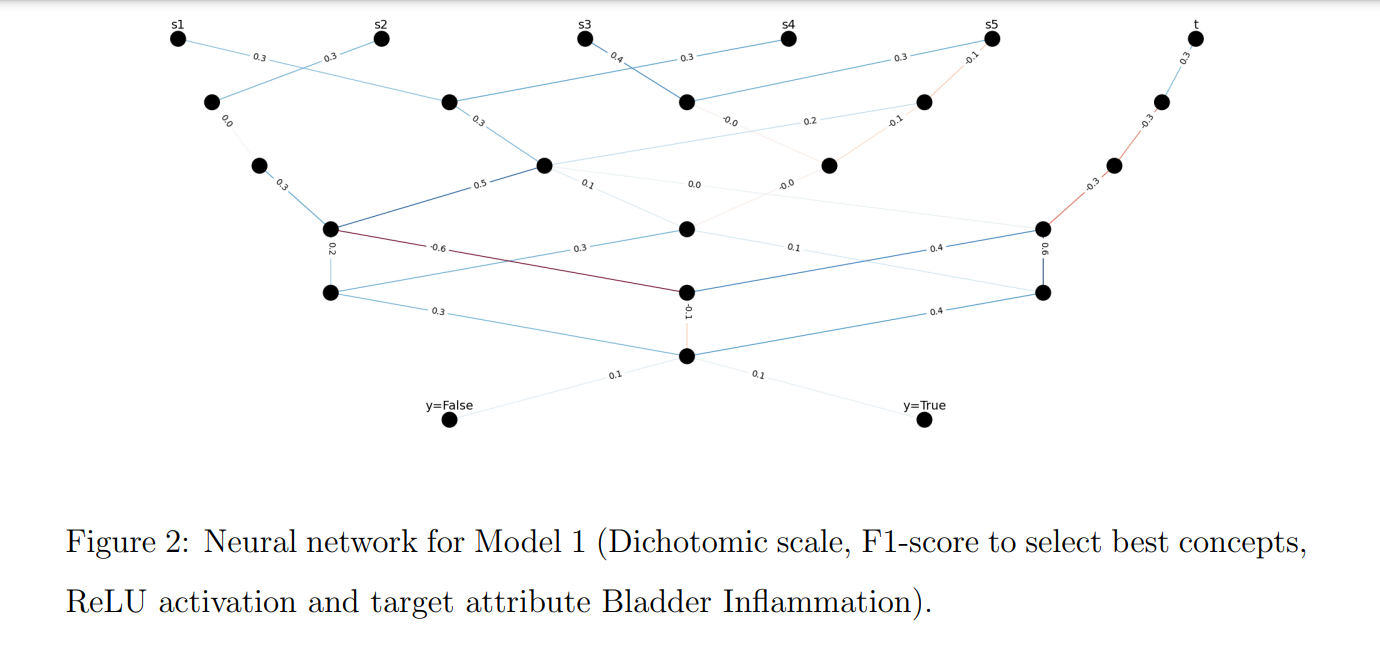 s1 s2 s3 s4 s5 t
0.3 0.3 0.4 0.3 0.3 -0.1 0.3
0.0 0.3 -0.0 0.2 -0.1 -0.3
0.3 0.5 0.1 0.0 -0.0 -0.3
0.2 -0.6 0.3 0.1 0.4 0.6
0.3 -0.1 0.4
0.1 0.1
y=False y=True
Figure 2: Neural network for Model 1 (Dichotomic scale, F1-score to select best concepts,
ReLU activation and target attribute Bladder Inflammation).